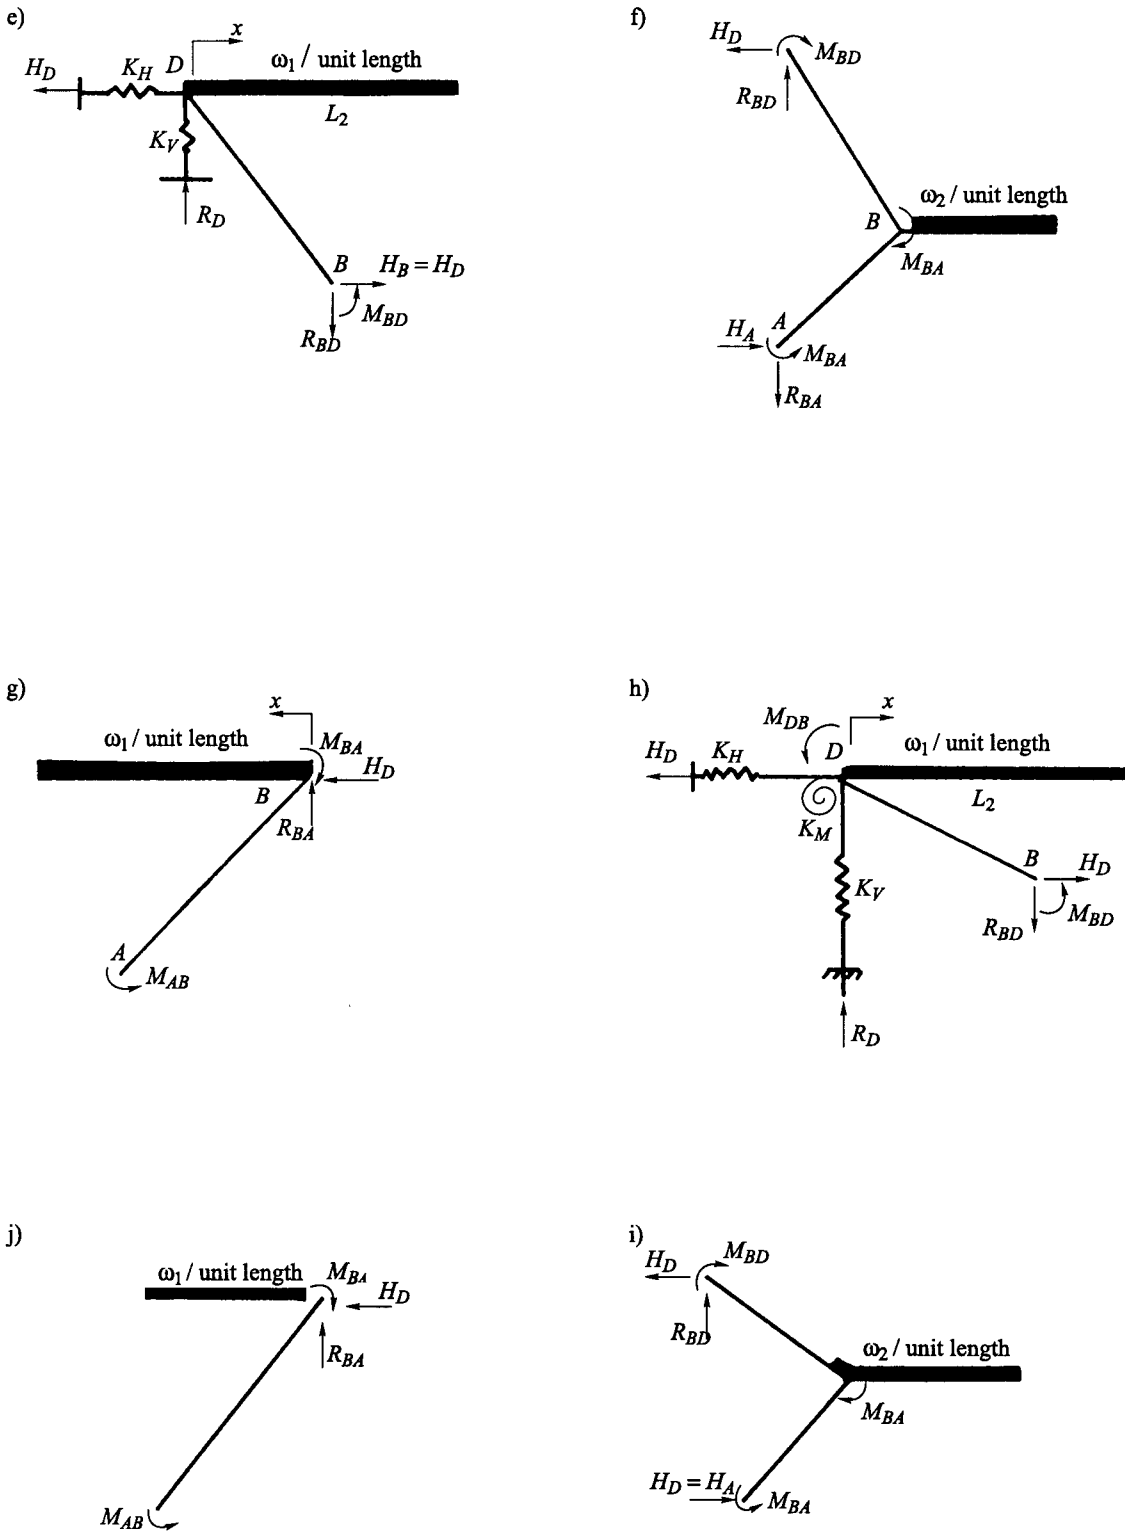 e)
x
H_D
K_H
D
ω₁ / unit length
L₂
K_V
R_D
B
H_B = H_D
M_BD
R_BD
f)
H_D
M_BD
R_BD
ω₂ / unit length
B
M_BA
A
H_A
M_BA
R_BA
g)
x
ω₁ / unit length
M_BA
H_D
B
R_BA
A
M_AB
h)
M_DB
x
H_D
K_H
D
ω₁ / unit length
K_M
L₂
B
H_D
K_V
R_BD
M_BD
R_D
j)
ω₁ / unit length
M_BA
H_D
R_BA
M_AB
i)
H_D
M_BD
R_BD
ω₂ / unit length
M_BA
H_D = H_A
M_BA